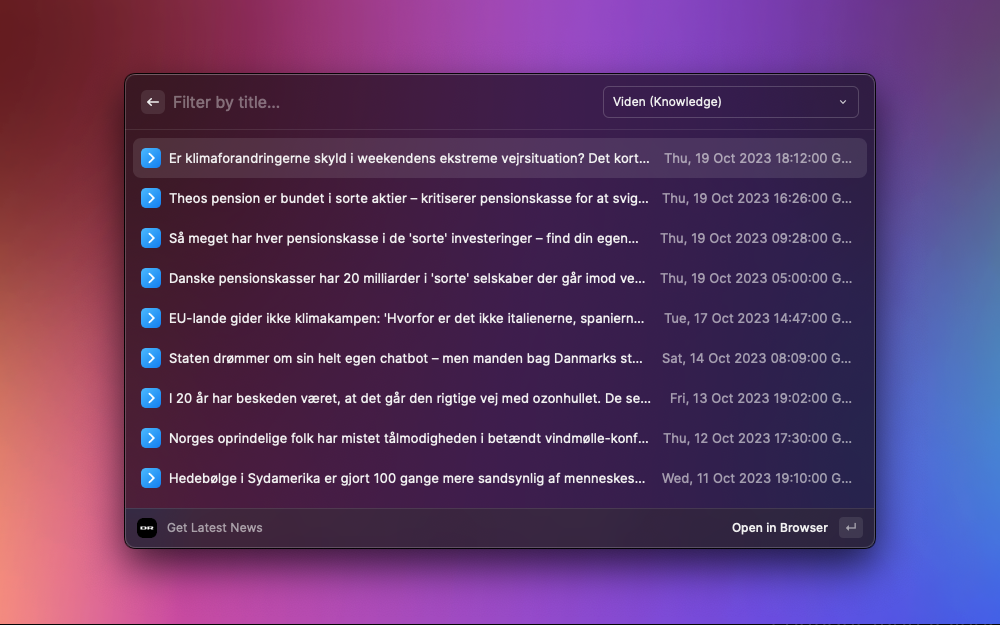 Filter by title...
Viden (Knowledge)
Er klimaforandringerne skyld i weekendens ekstreme vejrsituation? Det kort... Thu, 19 Oct 2023 18:12:00 G...
Theos pension er bundet i sorte aktier – kritiserer pensionskasse for at svig... Thu, 19 Oct 2023 16:26:00 G...
Så meget har hver pensionskasse i de 'sorte' investeringer – find din egen... Thu, 19 Oct 2023 09:28:00 G...
Danske pensionskasser har 20 milliarder i 'sorte' selskaber der går imod ve... Thu, 19 Oct 2023 05:00:00 G...
EU-lande gider ikke klimakampen: 'Hvorfor er det ikke italienerne, spaniern... Tue, 17 Oct 2023 14:47:00 G...
Staten drømmer om sin helt egen chatbot – men manden bag Danmarks st... Sat, 14 Oct 2023 08:09:00 G...
I 20 år har beskeden været, at det går den rigtige vej med ozonhullet. De se... Fri, 13 Oct 2023 19:02:00 G...
Norges oprindelige folk har mistet tålmodigheden i betændt vindmølle-konf... Thu, 12 Oct 2023 17:30:00 G...
Hedebølge i Sydamerika er gjort 100 gange mere sandsynlig af menneskes... Wed, 11 Oct 2023 19:10:00 G...
DR Get Latest News
Open in Browser